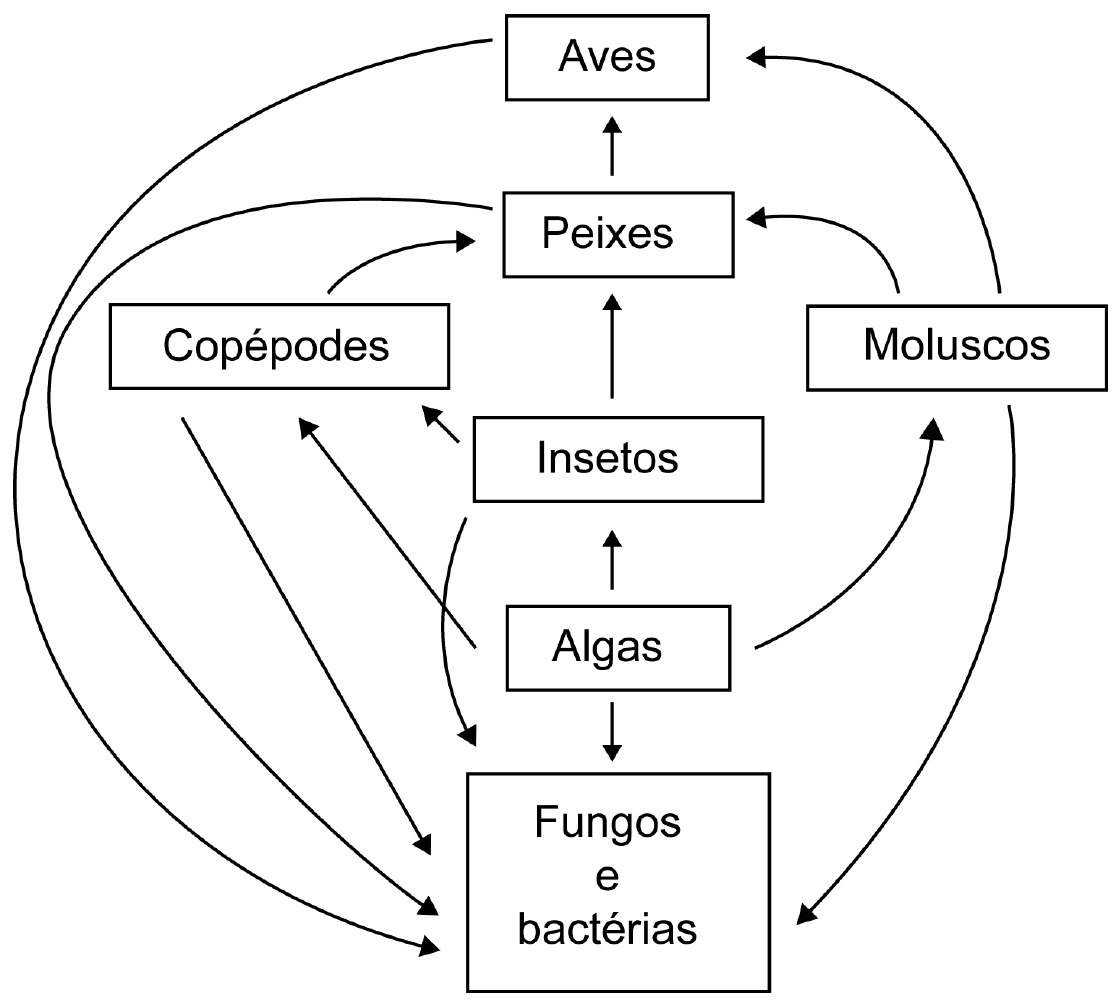 Aves
Peixes
Copépodes
Moluscos
Insetos
Algas
Fungos
e
bactérias